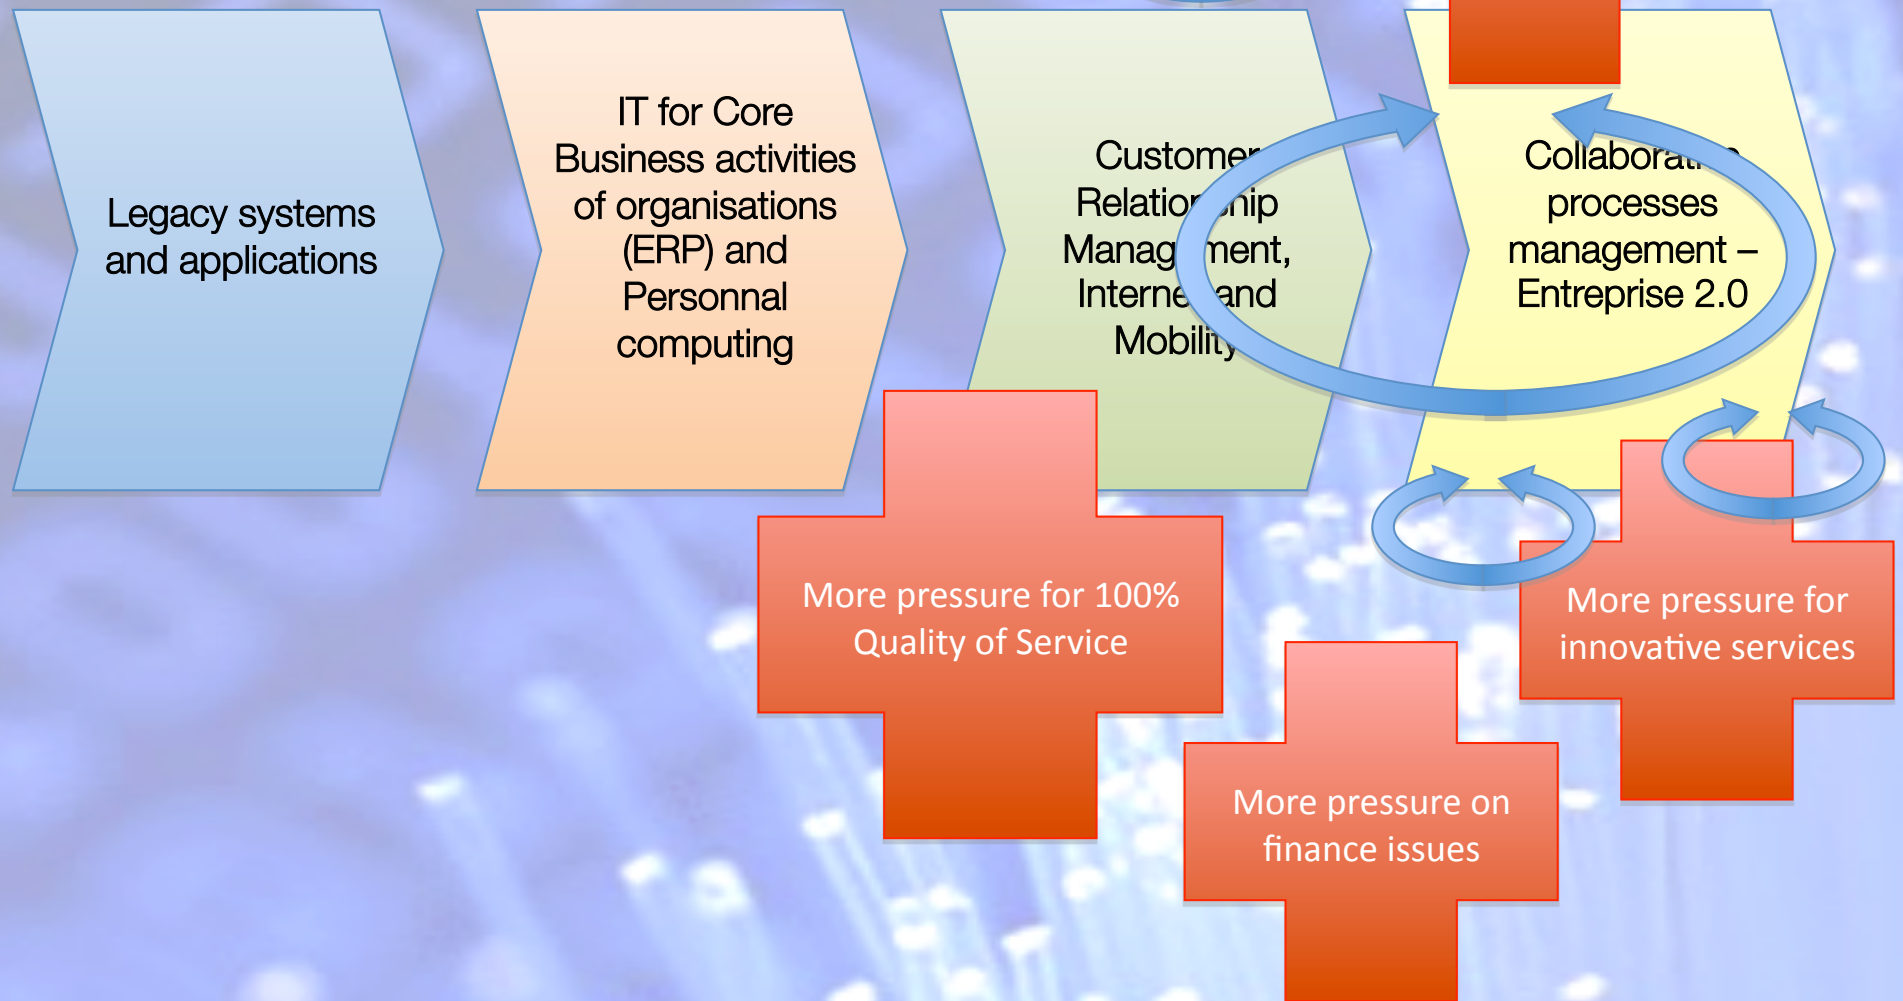 Legacy systems
and applications
IT for Core
Business activities
of organisations
(ERP) and
Personnal
computing
Customer
Relationship
Management,
Internet and
Mobility
Collaborative
processes
management –
Entreprise 2.0
More pressure for 100%
Quality of Service
More pressure on
finance issues
More pressure for
innovative services